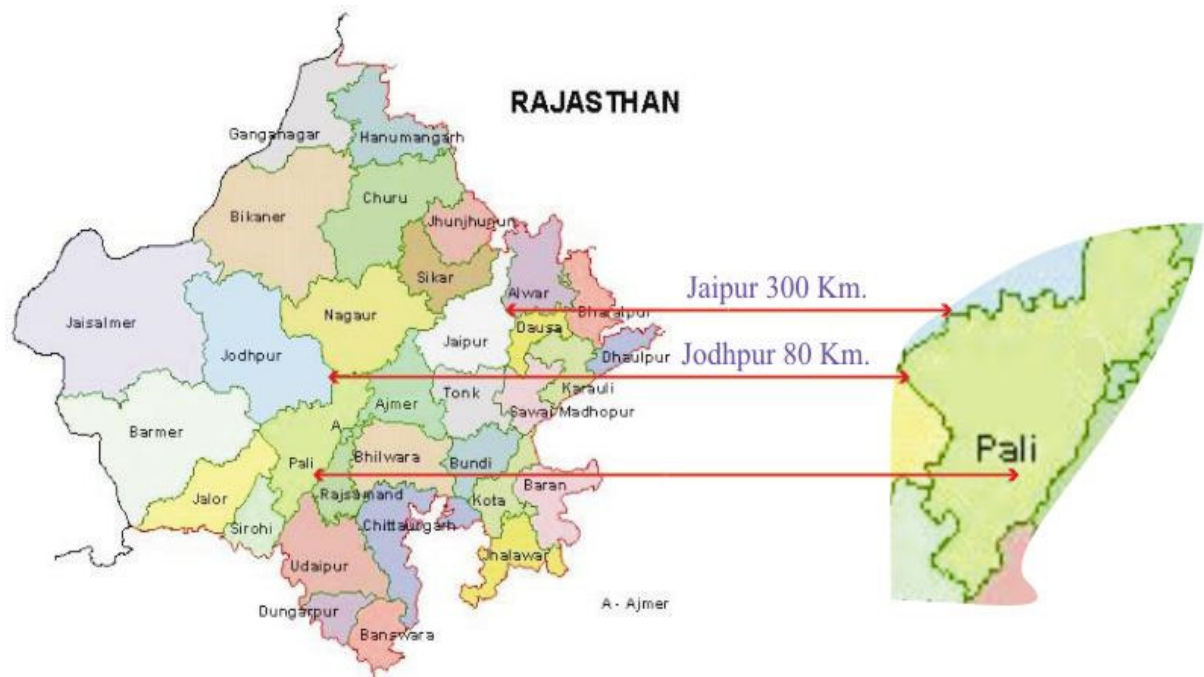 RAJASTHAN
Ganganagar
Hanumangarh
Churu
Bikaner
Jhunjhunun
Sikar
Alwar
Jaipur 300 Km.
Bharatpur
Jaisalmer
Nagaur
Dausa
Jaipur
Jodhpur
Jodhpur 80 Km.
Dhaulpur
Karauli
Tonk
Ajmer
Sawai Madhopur
A
Barmer
Pali
Bhilwara
Bundi
Pali
Baran
Jalor
Rajsamand
Kota
Sirohi
Chittaurgarh
Jhalawar
Udaipur
A - Ajmer
Dungarpur
Banswara